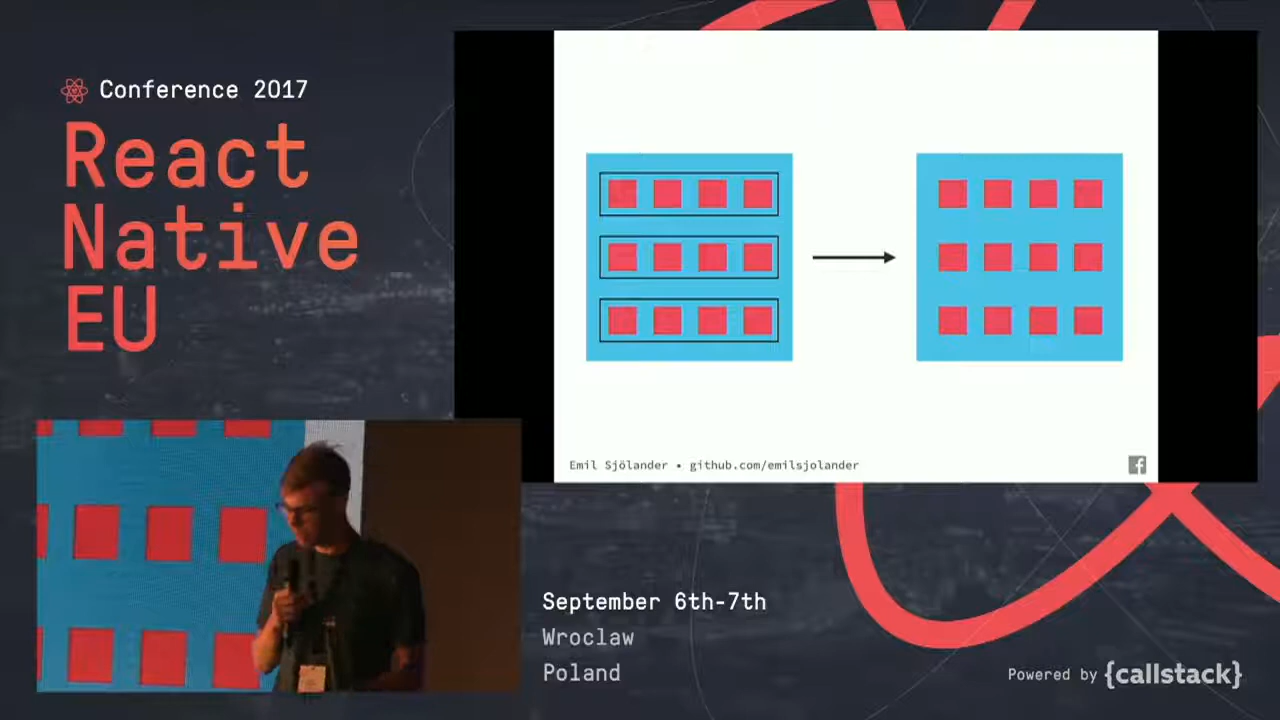 Conference 2017
React
Native
EU
Emil Sjölander • github.com/emilsjolander
September 6th-7th
Wroclaw
Poland
Powered by {callstack}